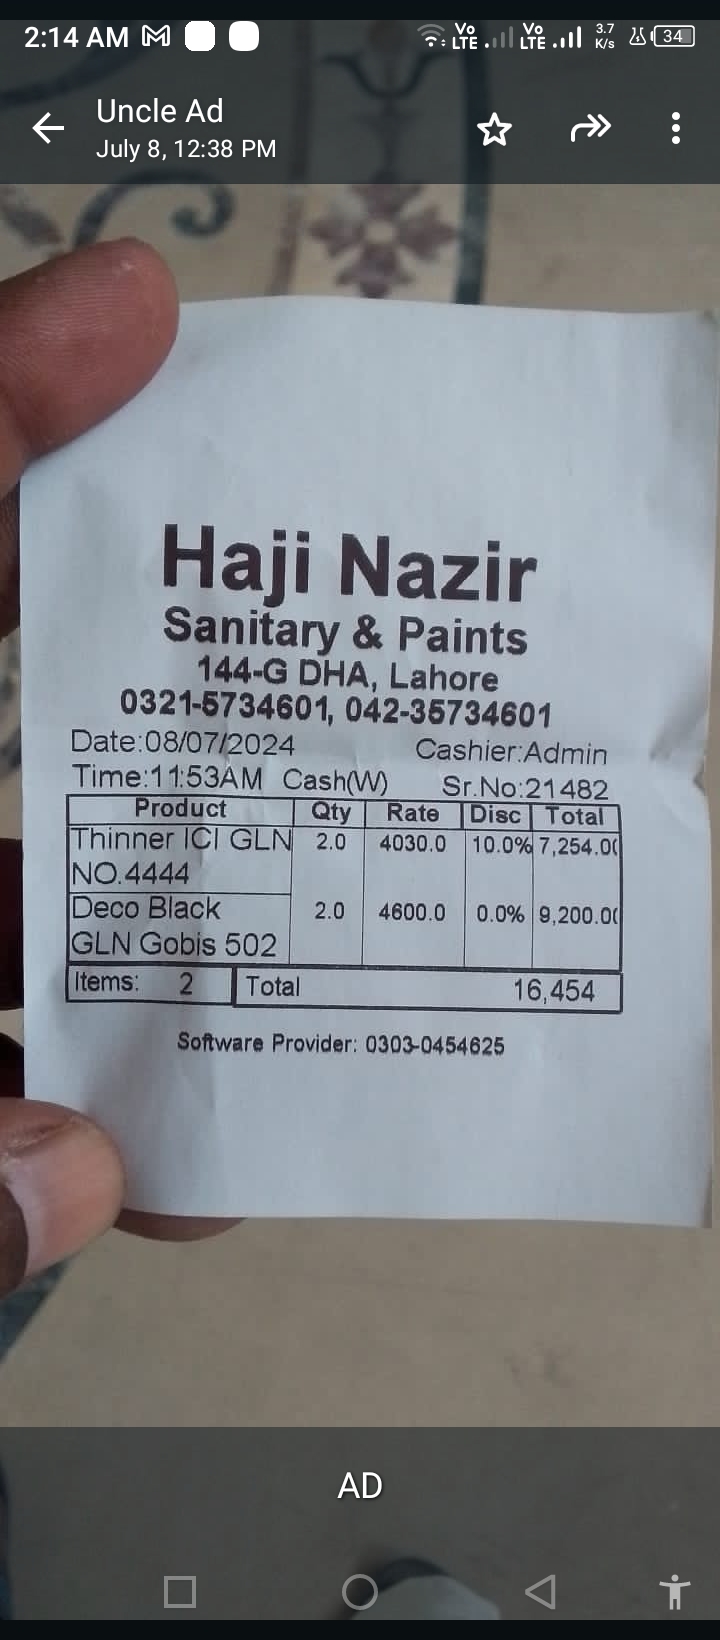 2:14 AM
Vo LTE Vo LTE 3.7 K/s 34
Uncle Ad
July 8, 12:38 PM
Haji Nazir
Sanitary & Paints
144-G DHA, Lahore
0321-5734601, 042-35734601
Date:08/07/2024 Cashier:Admin
Time:11:53AM Cash(W) Sr.No:21482
Product Qty Rate Disc Total
Thinner ICI GLN 2.0 4030.0 10.0% 7,254.00
NO.4444
Deco Black 2.0 4600.0 0.0% 9,200.00
GLN Gobis 502
Items: 2 Total 16,454
Software Provider: 0303-0454625
AD